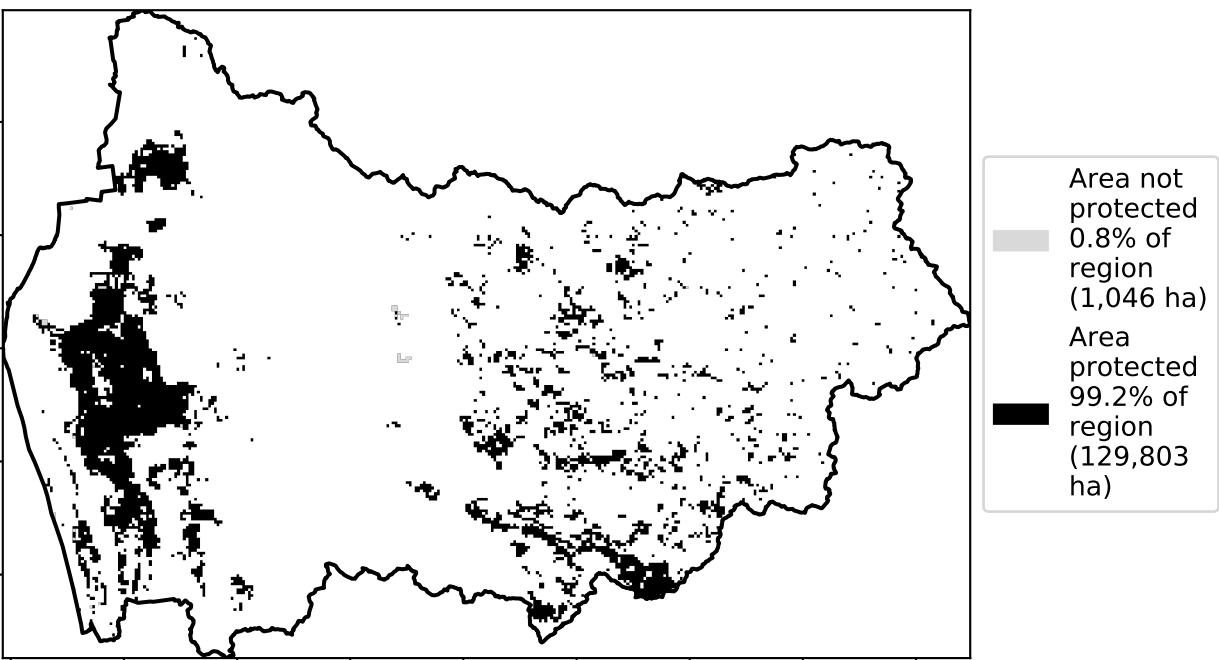 Area not
protected
0.8% of
region
(1,046 ha)
Area
protected
99.2% of
region
(129,803
ha)